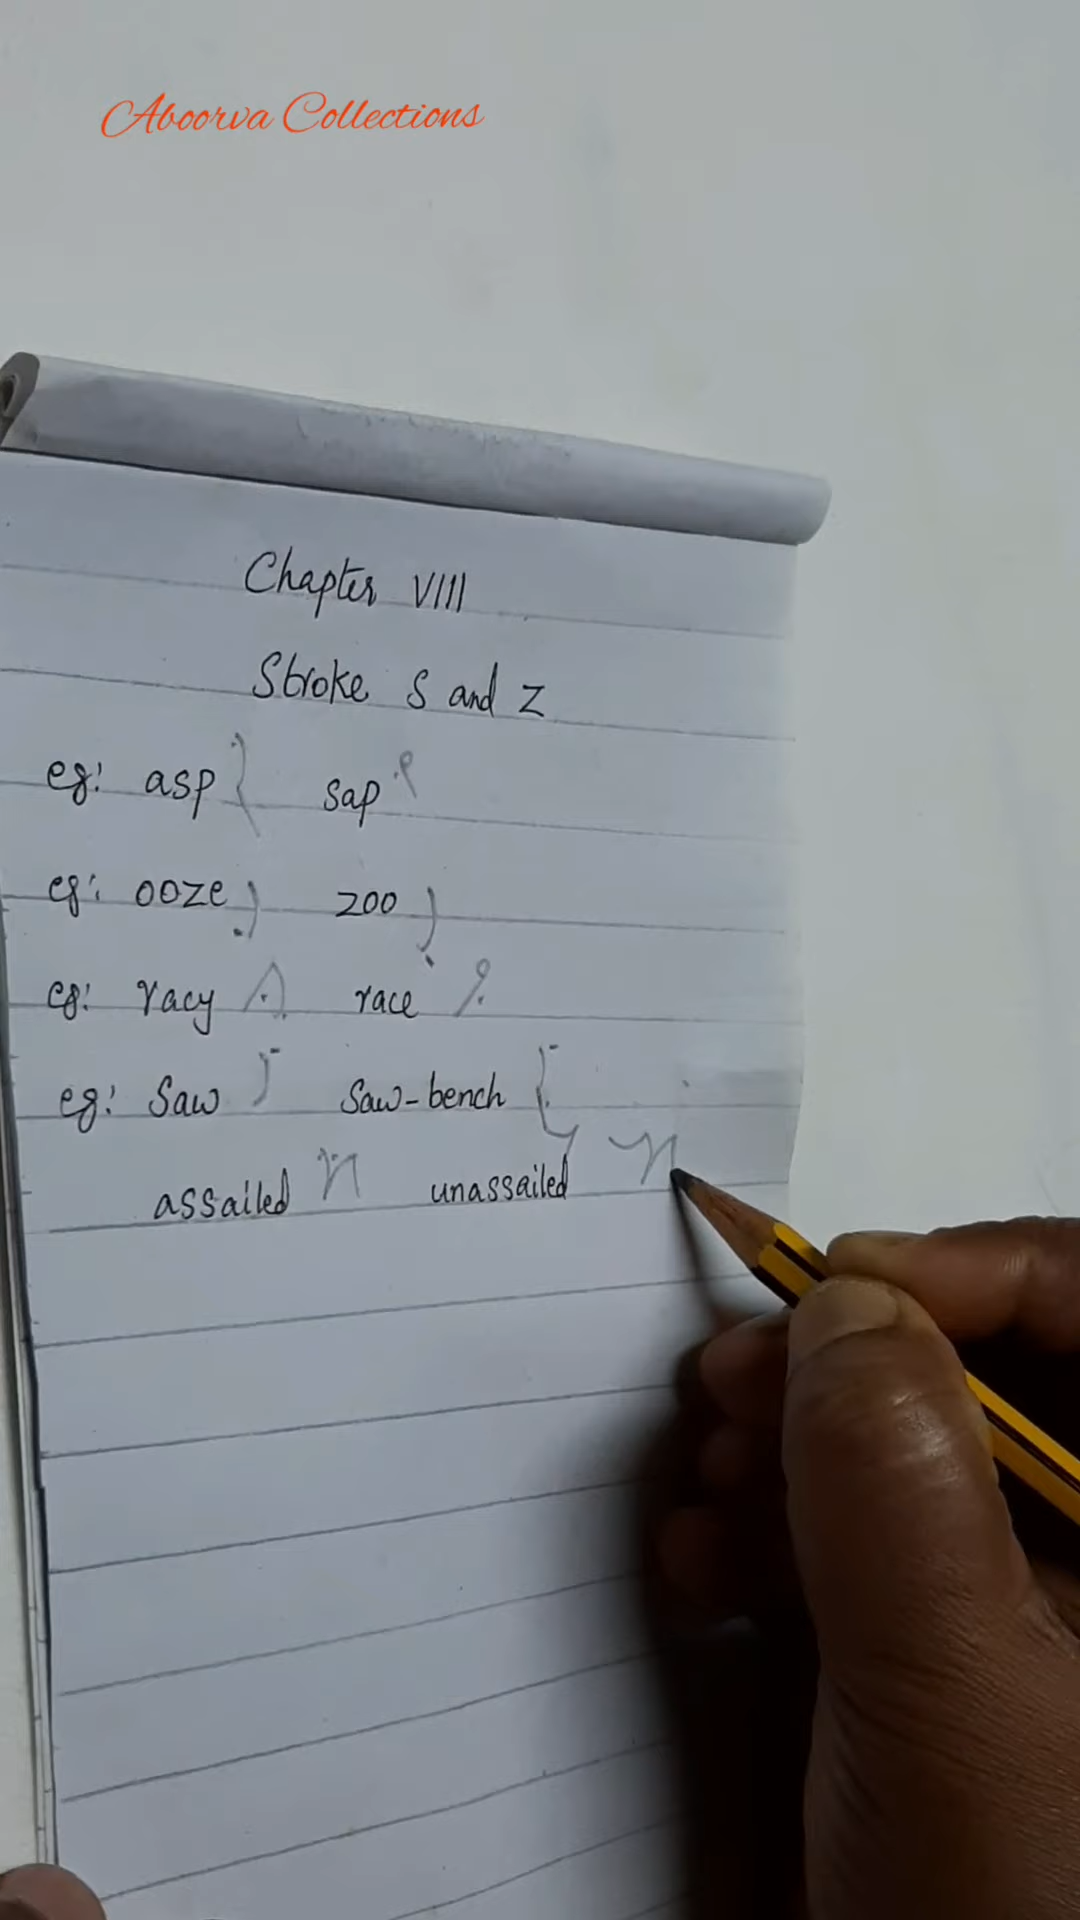 Aboorva Collections
Chapter VIII
Stroke S and Z
eg: asp sap
eg: ooze zoo
eg: racy race
eg: Saw Saw-bench
assailed unassailed